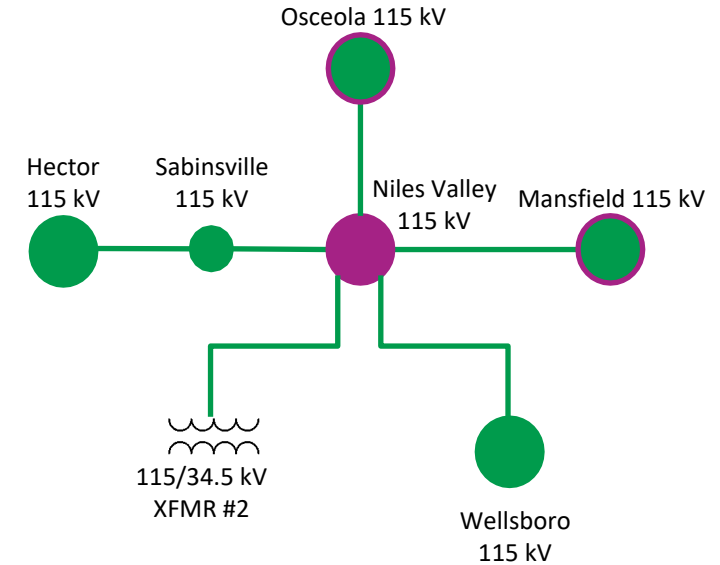 Osceola 115 kV
Hector
115 kV
Sabinsville
115 kV
Niles Valley
115 kV
Mansfield 115 kV
115/34.5 kV
XFMR #2
Wellsboro
115 kV